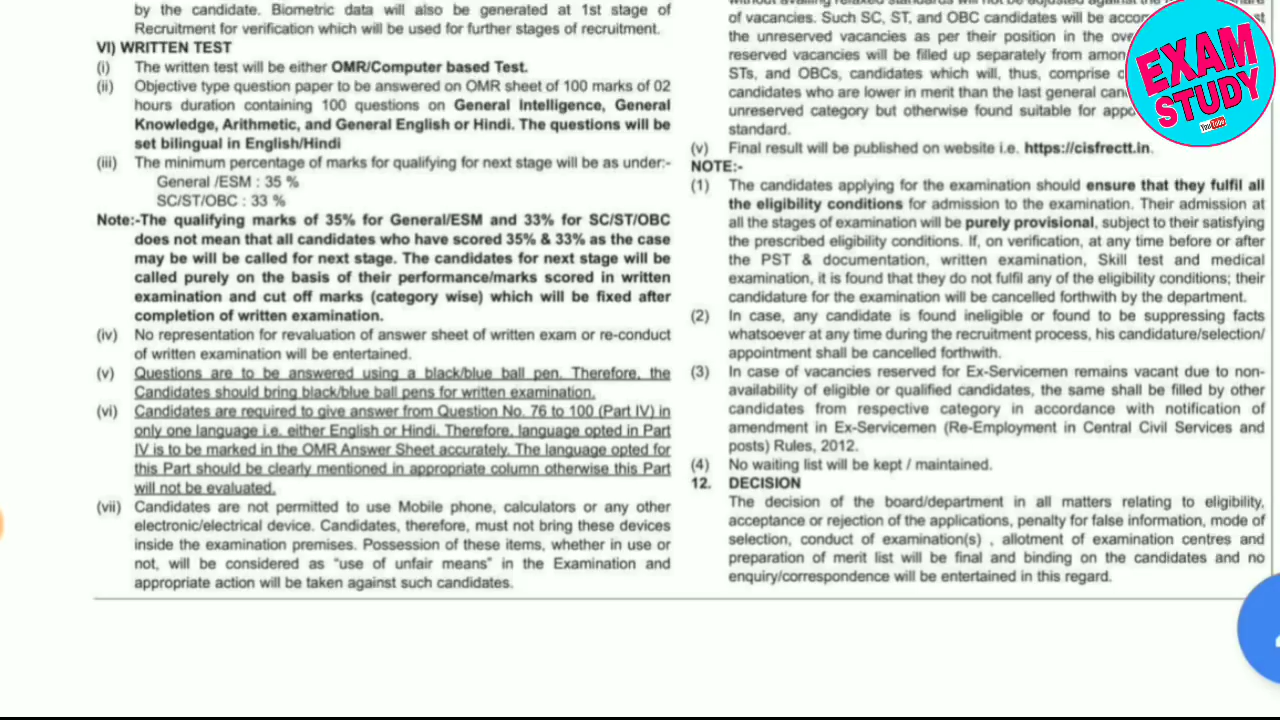 by the candidate. Biometric data will also be generated at 1st stage of
Recruitment for verification which will be used for further stages of recruitment.
VI) WRITTEN TEST
(i) The written test will be either OMR/Computer based Test.
(ii) Objective type question paper to be answered on OMR sheet of 100 marks of 02
hours duration containing 100 questions on General Intelligence, General
Knowledge, Arithmetic, and General English or Hindi. The questions will be
set bilingual in English/Hindi
(iii) The minimum percentage of marks for qualifying for next stage will be as under:-
General /ESM : 35 %
SC/ST/OBC : 33 %
Note:-The qualifying marks of 35% for General/ESM and 33% for SC/ST/OBC
does not mean that all candidates who have scored 35% & 33% as the case
may be will be called for next stage. The candidates for next stage will be
called purely on the basis of their performance/marks scored in written
examination and cut off marks (category wise) which will be fixed after
completion of written examination.
(iv) No representation for revaluation of answer sheet of written exam or re-conduct
of written examination will be entertained.
(v) Questions are to be answered using a black/blue ball pen. Therefore, the
Candidates should bring black/blue ball pens for written examination.
(vi) Candidates are required to give answer from Question No. 76 to 100 (Part IV) in
only one language i.e. either English or Hindi. Therefore, language opted in Part
IV is to be marked in the OMR Answer Sheet accurately. The language opted for
this Part should be clearly mentioned in appropriate column otherwise this Part
will not be evaluated.
(vii) Candidates are not permitted to use Mobile phone, calculators or any other
electronic/electrical device. Candidates, therefore, must not bring these devices
inside the examination premises. Possession of these items, whether in use or
not, will be considered as "use of unfair means" in the Examination and
appropriate action will be taken against such candidates.
of vacancies. Such SC, ST, and OBC candidates will be
the unreserved vacancies as per their position in the
reserved vacancies will be filled up separately from
STs, and OBCs, candidates which will, thus, comprise
candidates who are lower in merit than the last general
unreserved category but otherwise found suitable for
standard.
(v) Final result will be published on website i.e. https://cisfrectt.in.
NOTE:-
(1) The candidates applying for the examination should ensure that they fulfil all
the eligibility conditions for admission to the examination. Their admission at
all the stages of examination will be purely provisional, subject to their satisfying
the prescribed eligibility conditions. If, on verification, at any time before or after
the PST & documentation, written examination, Skill test and medical
examination, it is found that they do not fulfil any of the eligibility conditions; their
candidature for the examination will be cancelled forthwith by the department.
(2) In case, any candidate is found ineligible or found to be suppressing facts
whatsoever at any time during the recruitment process, his candidature/selection/
appointment shall be cancelled forthwith.
(3) In case of vacancies reserved for Ex-Servicemen remains vacant due to non-
availability of eligible or qualified candidates, the same shall be filled by other
candidates from respective category in accordance with notification of
amendment in Ex-Servicemen (Re-Employment in Central Civil Services and
posts) Rules, 2012.
(4) No waiting list will be kept / maintained.
12. DECISION
The decision of the board/department in all matters relating to eligibility,
acceptance or rejection of the applications, penalty for false information, mode of
selection, conduct of examination(s) , allotment of examination centres and
preparation of merit list will be final and binding on the candidates and no
enquiry/correspondence will be entertained in this regard.
EXAM
STUDY
YouTube